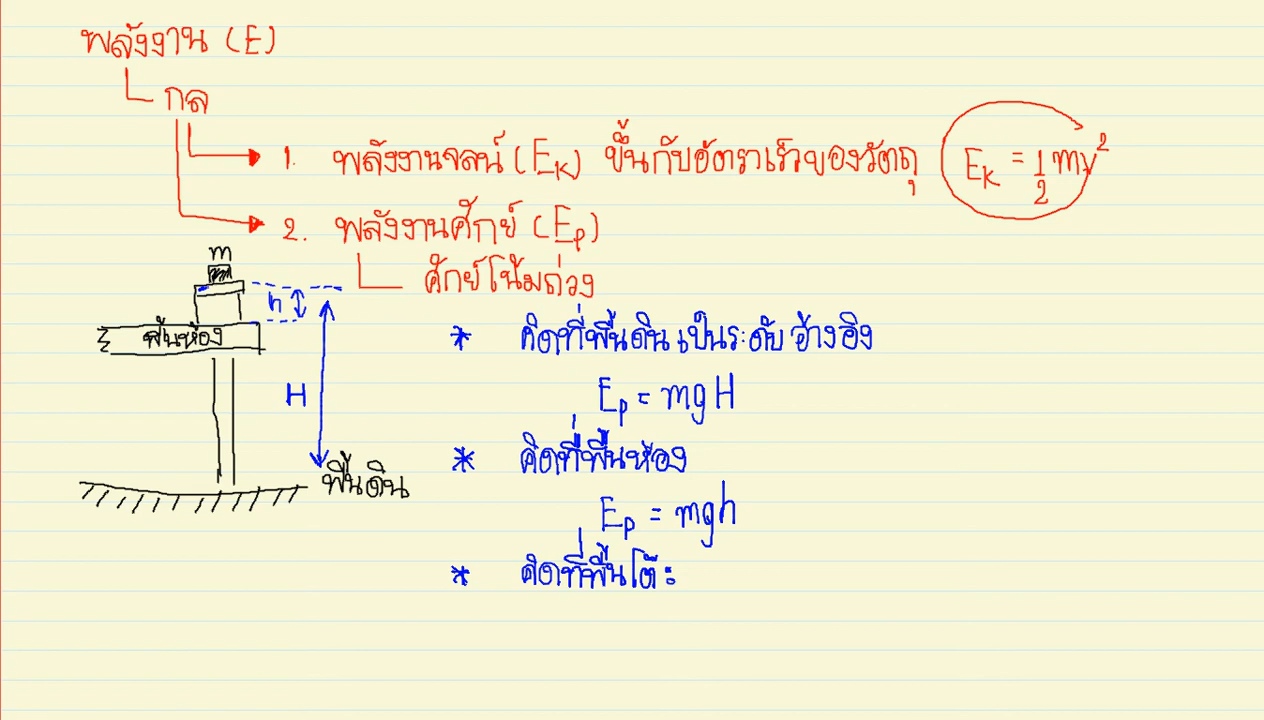 พลังงาน (E)
กล
1. พลังงานจลน์ (Eₖ) ขึ้นกับอัตราเร็วของวัตถุ Eₖ = ½mv²
2. พลังงานศักย์ (Eₚ)
m
ศักย์โน้มถ่วง
h
พื้นห้อง
* คิดที่พื้นดินเป็นระดับอ้างอิง
H
Eₚ = mgH
* คิดที่พื้นห้อง
พื้นดิน
Eₚ = mgh
* คิดที่พื้นโต๊ะ